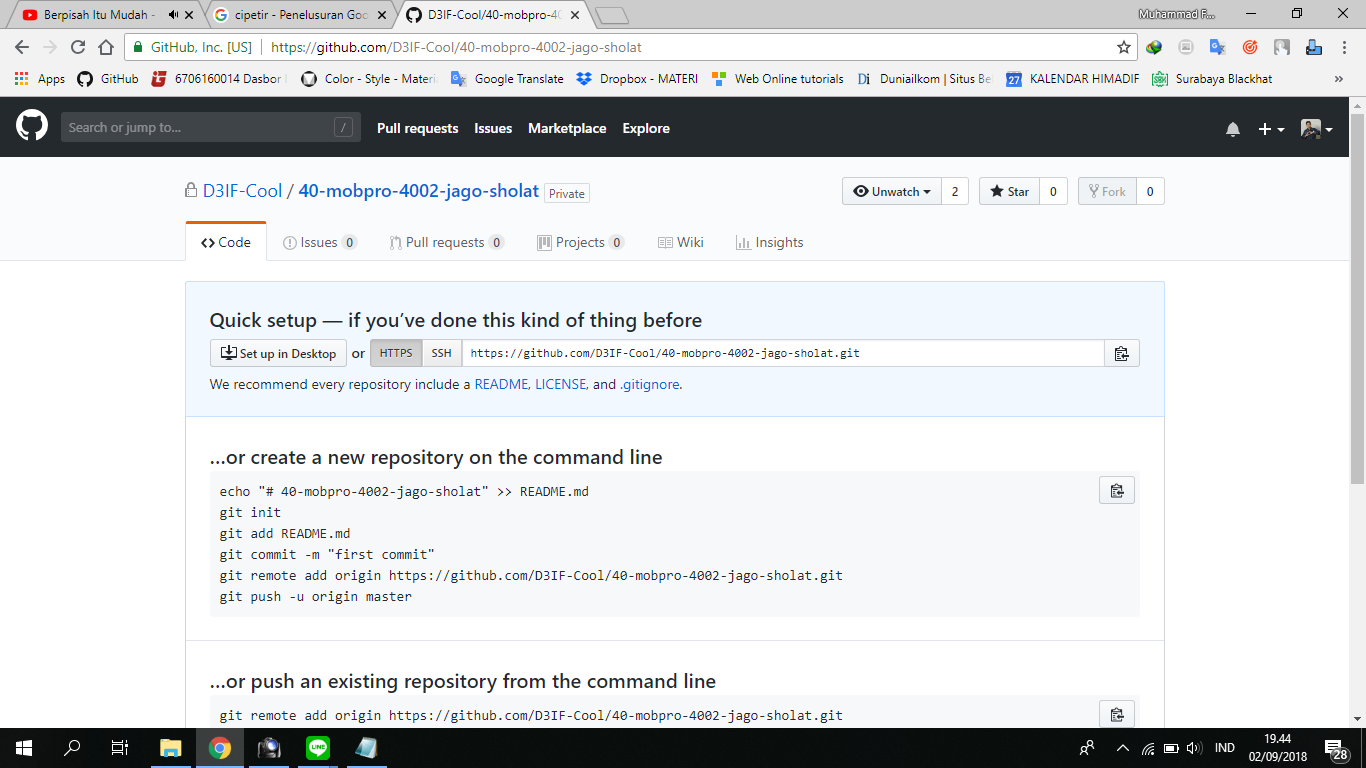 Berpisah Itu Mudah -
cipetir - Penelusuran Goo
D3IF-Cool/40-mobpro-40
Muhammad F...
GitHub, Inc. [US]
https://github.com/D3IF-Cool/40-mobpro-4002-jago-sholat
Apps
GitHub
6706160014 Dasbor
Color - Style - Materi
Google Translate
Dropbox - MATERI
Web Online tutorials
Duniailkom | Situs Be
27
KALENDAR HIMADIF
Surabaya Blackhat
»
Search or jump to...
/
Pull requests
Issues
Marketplace
Explore
D3IF-Cool / 40-mobpro-4002-jago-sholat
Private
Unwatch
2
Star
0
Fork
0
Code
Issues 0
Pull requests 0
Projects 0
Wiki
Insights
Quick setup — if you’ve done this kind of thing before
Set up in Desktop
or
HTTPS
SSH
https://github.com/D3IF-Cool/40-mobpro-4002-jago-sholat.git
We recommend every repository include a README, LICENSE, and .gitignore.
…or create a new repository on the command line
echo "# 40-mobpro-4002-jago-sholat" >> README.md
git init
git add README.md
git commit -m "first commit"
git remote add origin https://github.com/D3IF-Cool/40-mobpro-4002-jago-sholat.git
git push -u origin master
…or push an existing repository from the command line
git remote add origin https://github.com/D3IF-Cool/40-mobpro-4002-jago-sholat.git
LINE
IND
19.44
02/09/2018
28